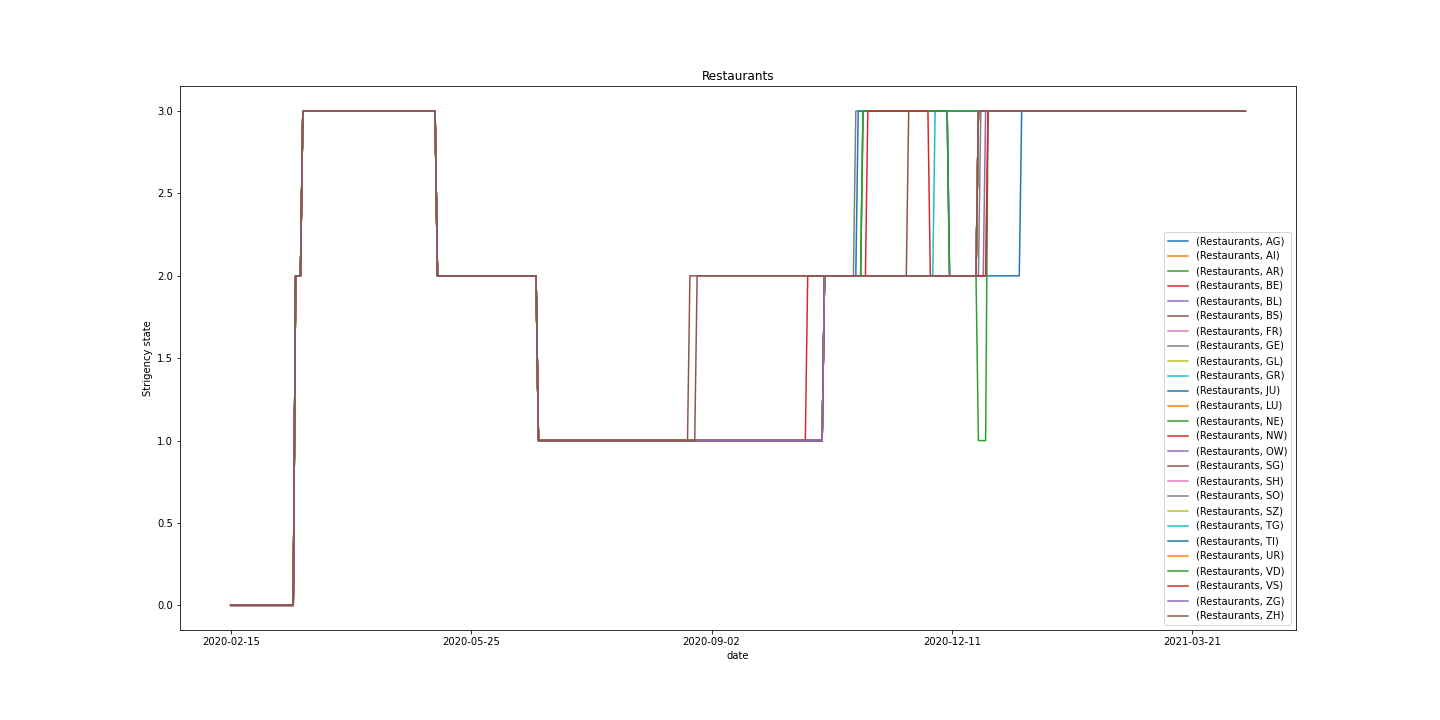 Restaurants
3.0
2.5
2.0
1.5
1.0
0.5
0.0
Strigency state
2020-02-15
2020-05-25
2020-09-02
2020-12-11
2021-03-21
date
(Restaurants, AG)
(Restaurants, AI)
(Restaurants, AR)
(Restaurants, BE)
(Restaurants, BL)
(Restaurants, BS)
(Restaurants, FR)
(Restaurants, GE)
(Restaurants, GL)
(Restaurants, GR)
(Restaurants, JU)
(Restaurants, LU)
(Restaurants, NE)
(Restaurants, NW)
(Restaurants, OW)
(Restaurants, SG)
(Restaurants, SH)
(Restaurants, SO)
(Restaurants, SZ)
(Restaurants, TG)
(Restaurants, TI)
(Restaurants, UR)
(Restaurants, VD)
(Restaurants, VS)
(Restaurants, ZG)
(Restaurants, ZH)